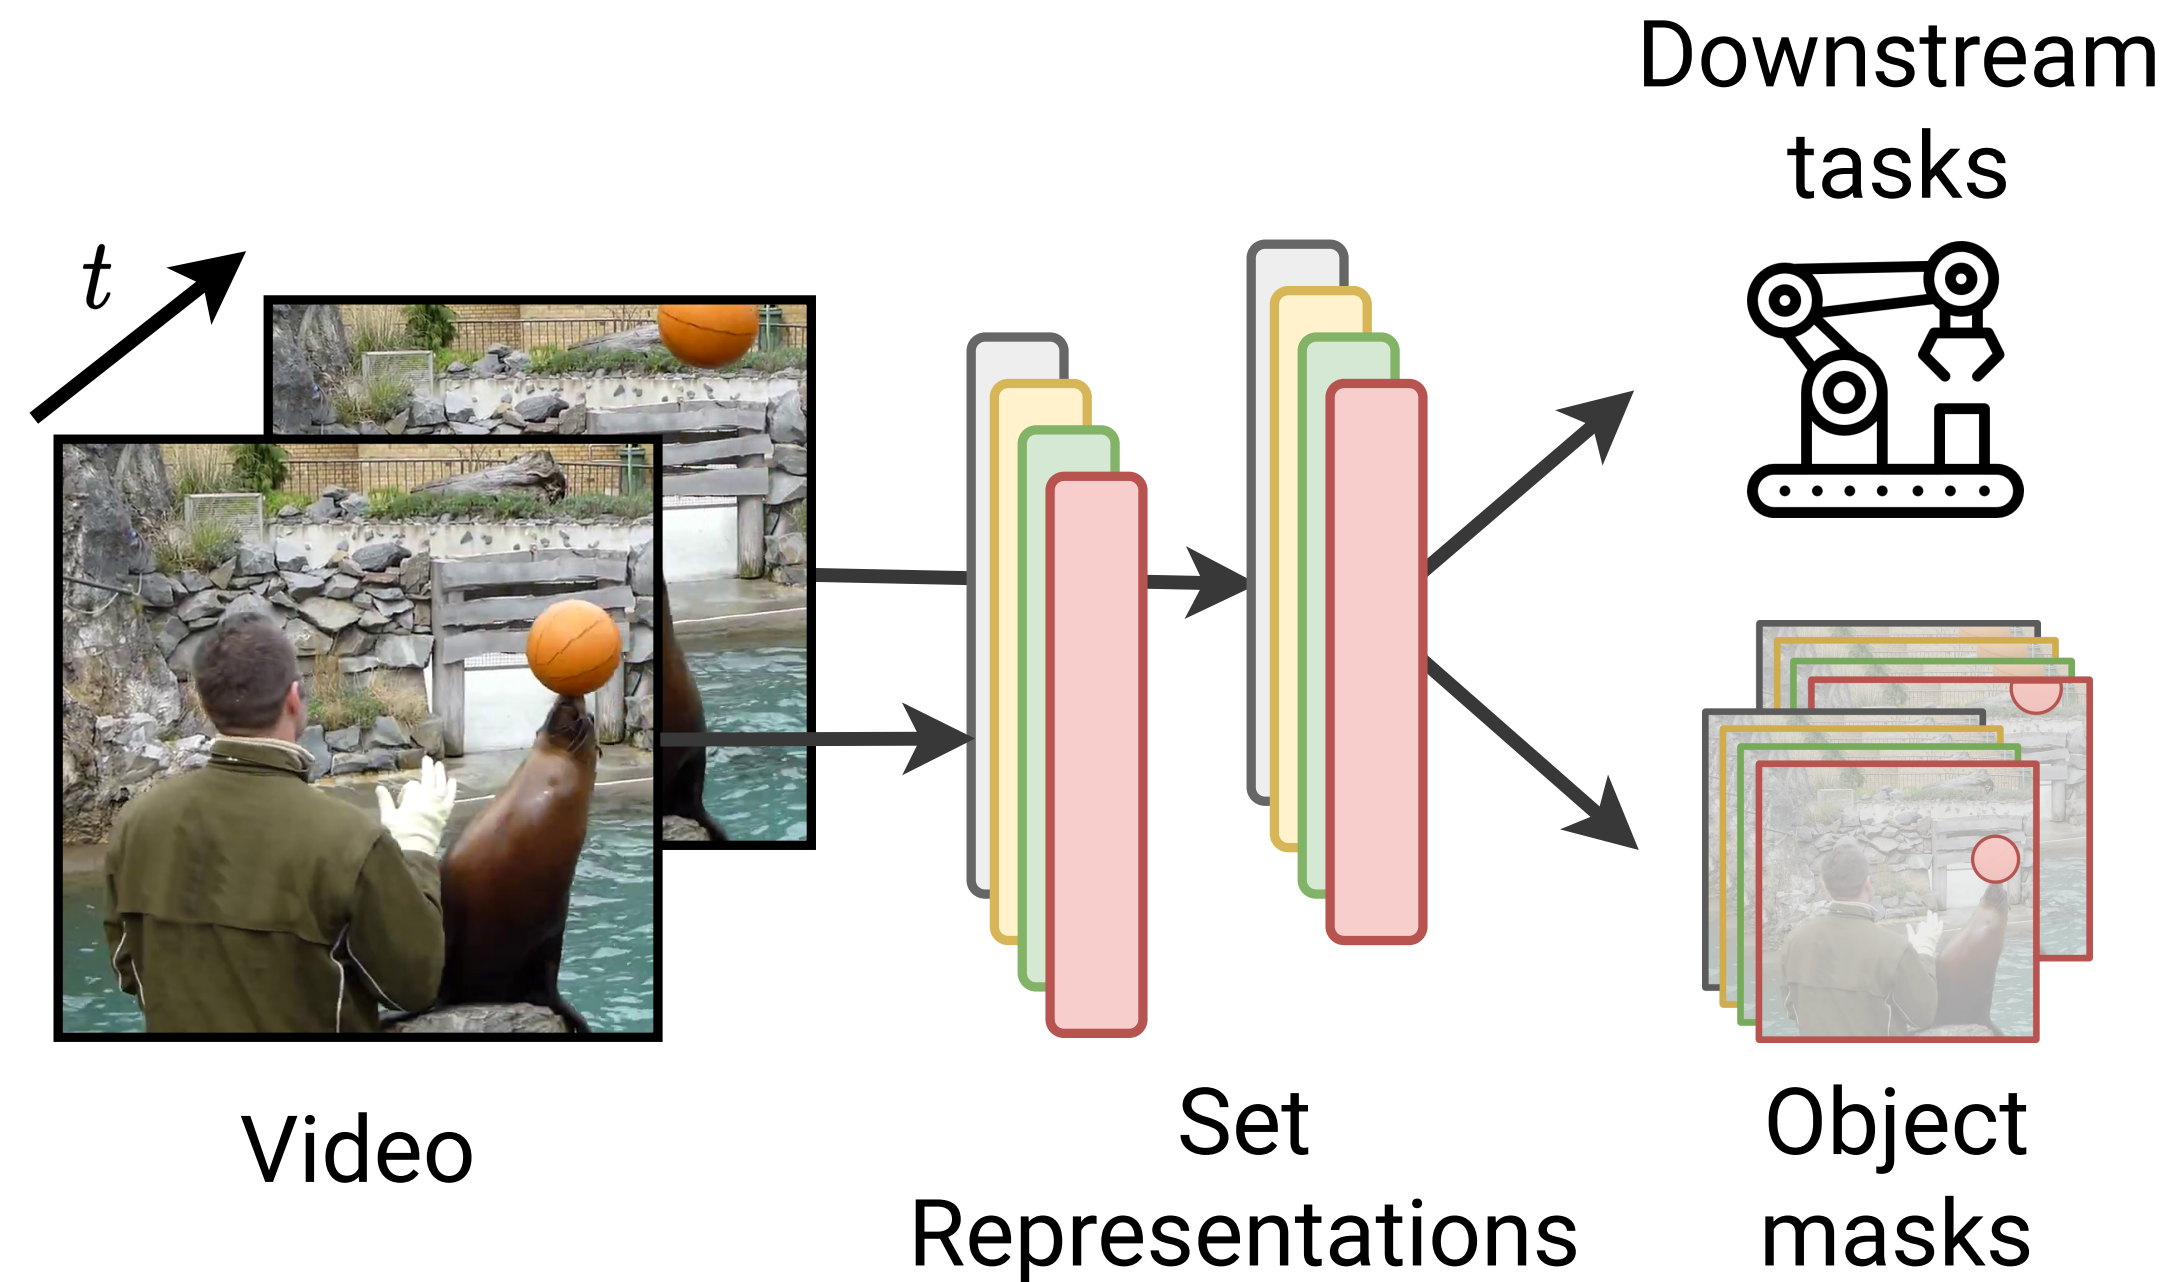 Downstream
tasks
t
Video
Set
Representations
Object
masks